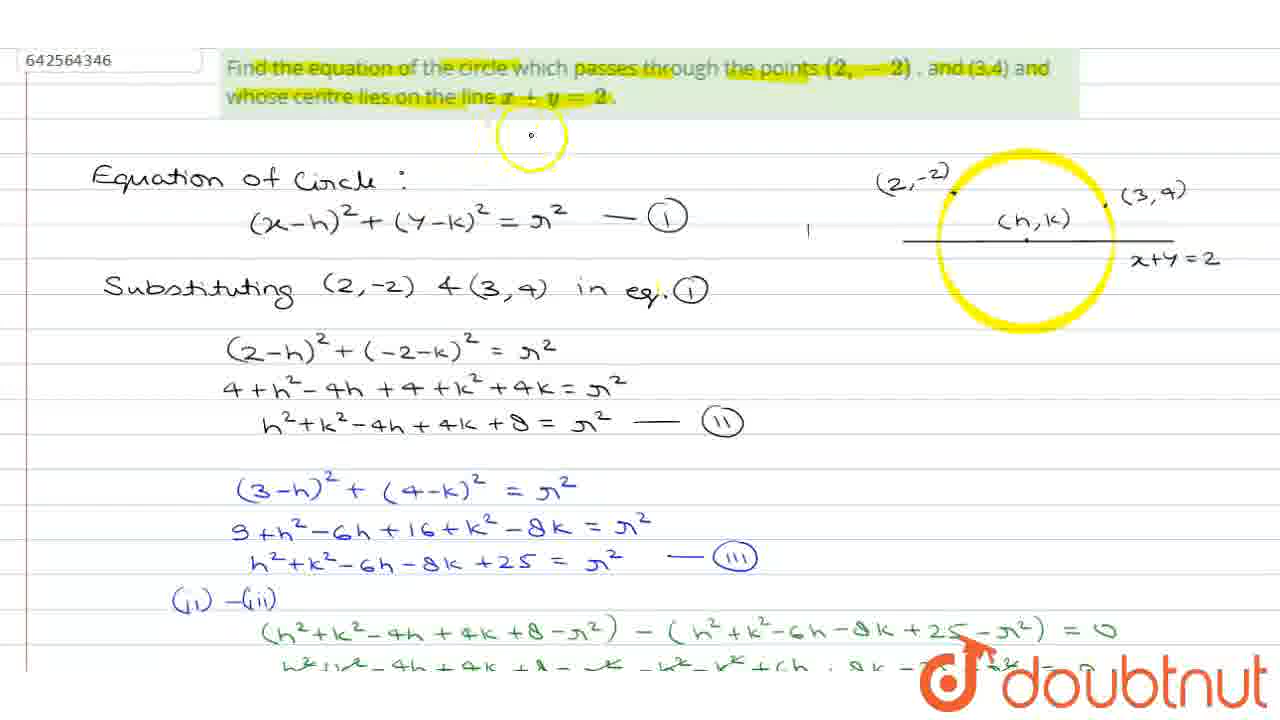 642564346
Find the equation of the circle which passes through the points (2, −2) . and (3,4) and
whose centre lies on the line x + y = 2 .
Equation of Circle :
(x−h)² + (y−k)² = r² — (i)
(2,−2)
(3,4)
(h,k)
x+y=2
Substituting (2,−2) & (3,4) in eq. (i)
(2−h)² + (−2−k)² = r²
4+h²−4h+4+k²+4k = r²
h²+k²−4h+4k+8 = r² — (ii)
(3−h)² + (4−k)² = r²
9+h²−6h+16+k²−8k = r²
h²+k²−6h−8k+25 = r² — (iii)
(ii) −(iii)
(h²+k²−4h+4k+8−r²) − (h²+k²−6h−8k+25−r²) = 0
doubtnut